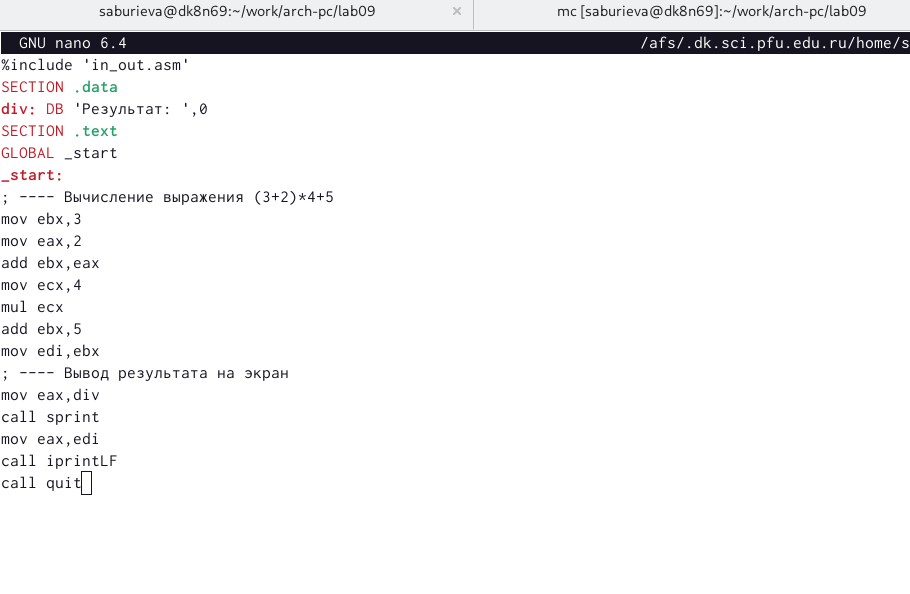 saburieva@dk8n69:~/work/arch-pc/lab09
mc [saburieva@dk8n69]:~/work/arch-pc/lab09
GNU nano 6.4 /afs/.dk.sci.pfu.edu.ru/home/s
%include 'in_out.asm'
SECTION .data
div: DB 'Результат: ',0
SECTION .text
GLOBAL _start
_start:
; ---- Вычисление выражения (3+2)*4+5
mov ebx,3
mov eax,2
add ebx,eax
mov ecx,4
mul ecx
add ebx,5
mov edi,ebx
; ---- Вывод результата на экран
mov eax,div
call sprint
mov eax,edi
call iprintLF
call quit